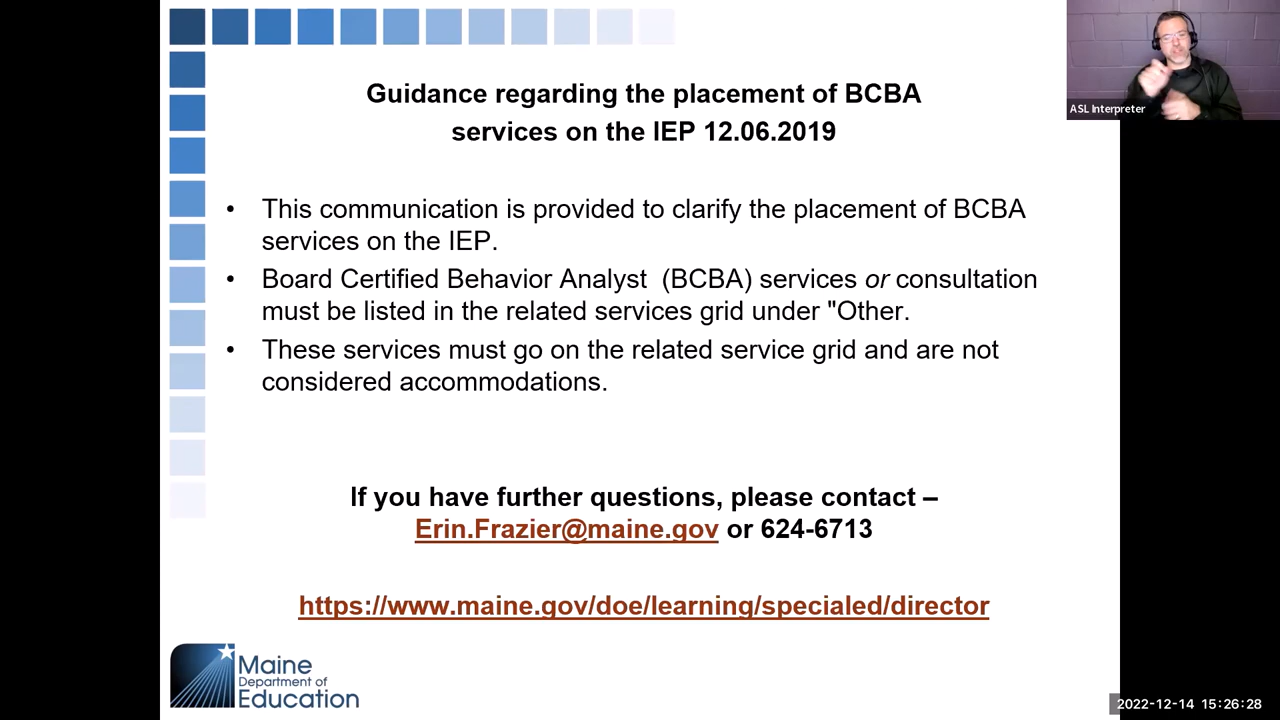 Guidance regarding the placement of BCBA
services on the IEP 12.06.2019
ASL Interpreter
• This communication is provided to clarify the placement of BCBA
services on the IEP.
• Board Certified Behavior Analyst  (BCBA) services or consultation
must be listed in the related services grid under "Other.
• These services must go on the related service grid and are not
considered accommodations.
If you have further questions, please contact –
Erin.Frazier@maine.gov or 624-6713
https://www.maine.gov/doe/learning/specialed/director
Maine
Department of
Education
2022-12-14 15:26:28